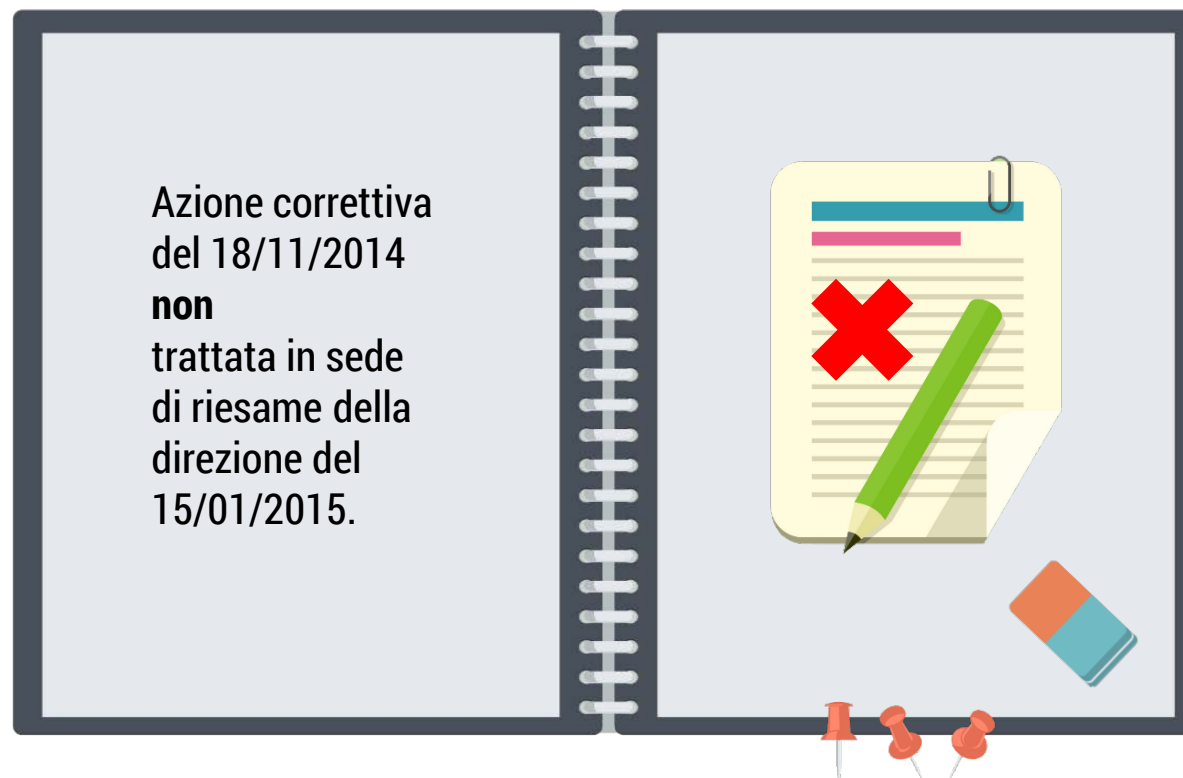 Azione correttiva
del 18/11/2014
non
trattata in sede
di riesame della
direzione del
15/01/2015.